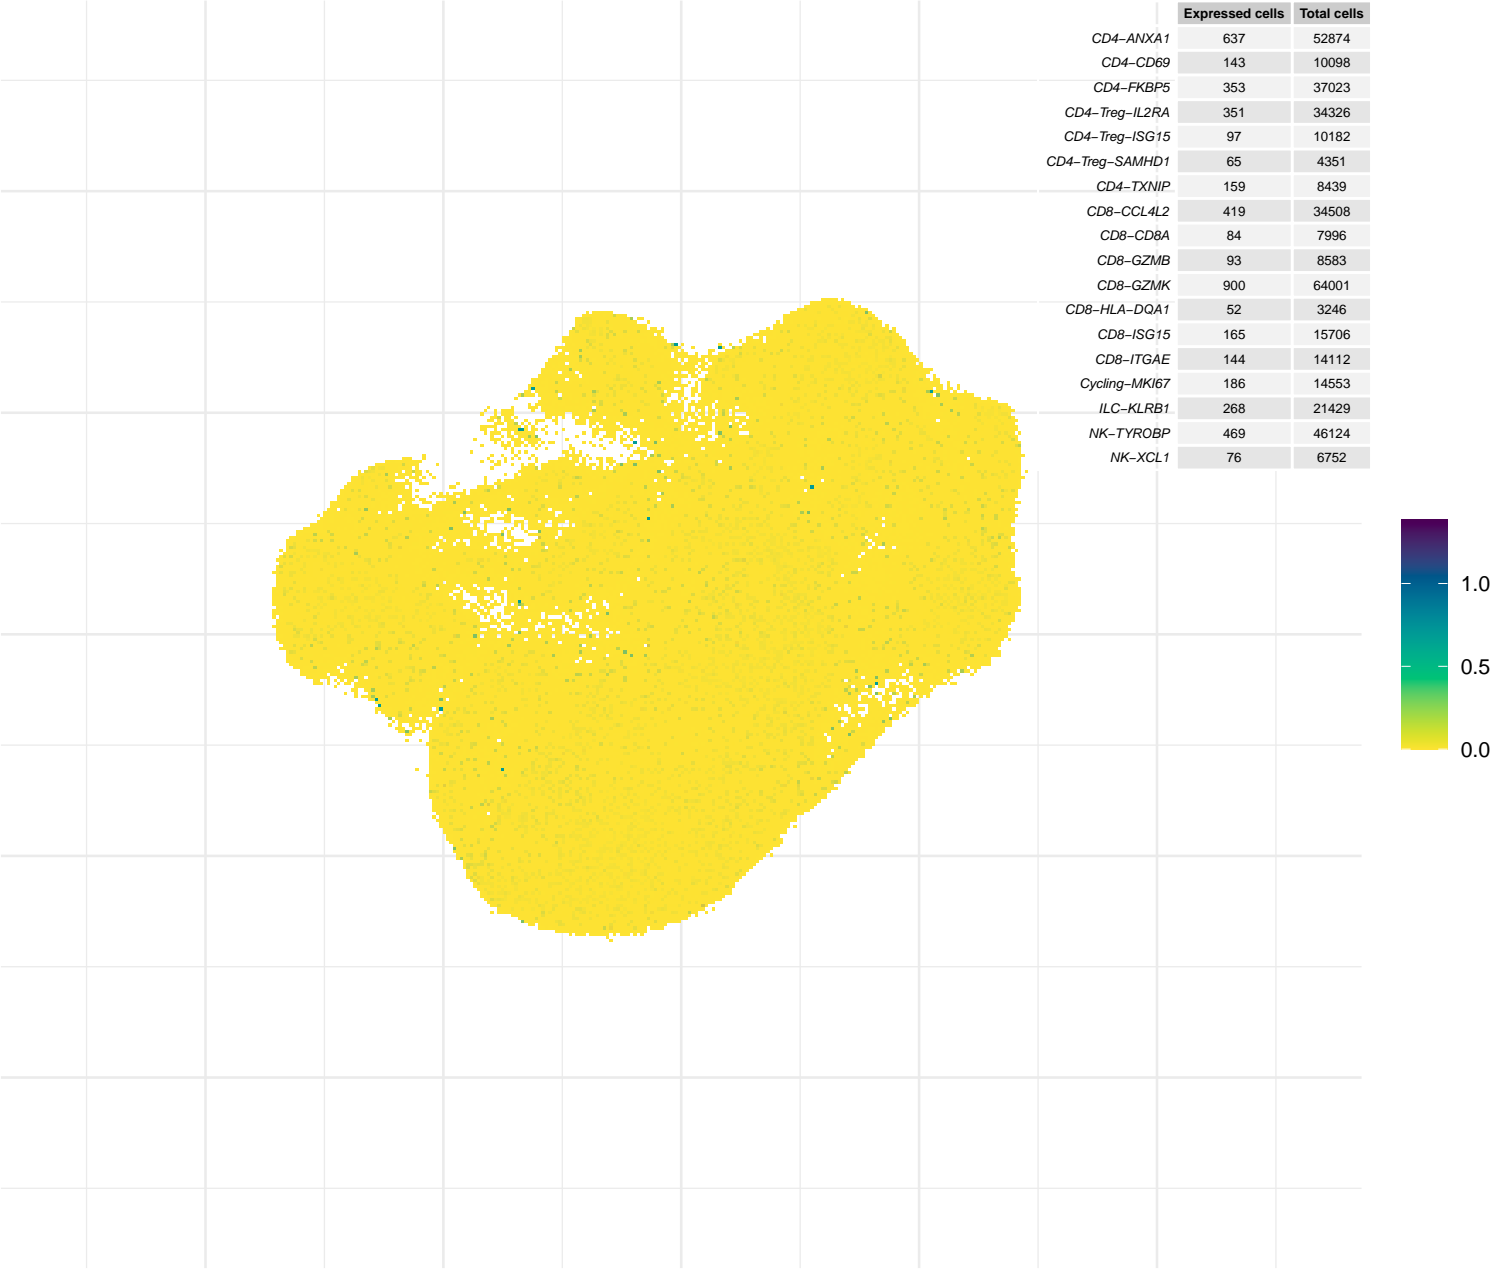 Expressed cells Total cells
CD4−ANXA1 637 52874
CD4−CD69 143 10098
CD4−FKBP5 353 37023
CD4−Treg−IL2RA 351 34326
CD4−Treg−ISG15 97 10182
CD4−Treg−SAMHD1 65 4351
CD4−TXNIP 159 8439
CD8−CCL4L2 419 34508
CD8−CD8A 84 7996
CD8−GZMB 93 8583
CD8−GZMK 900 64001
CD8−HLA−DQA1 52 3246
CD8−ISG15 165 15706
CD8−ITGAE 144 14112
Cycling−MKI67 186 14553
ILC−KLRB1 268 21429
NK−TYROBP 469 46124
NK−XCL1 76 6752
1.0
0.5
0.0